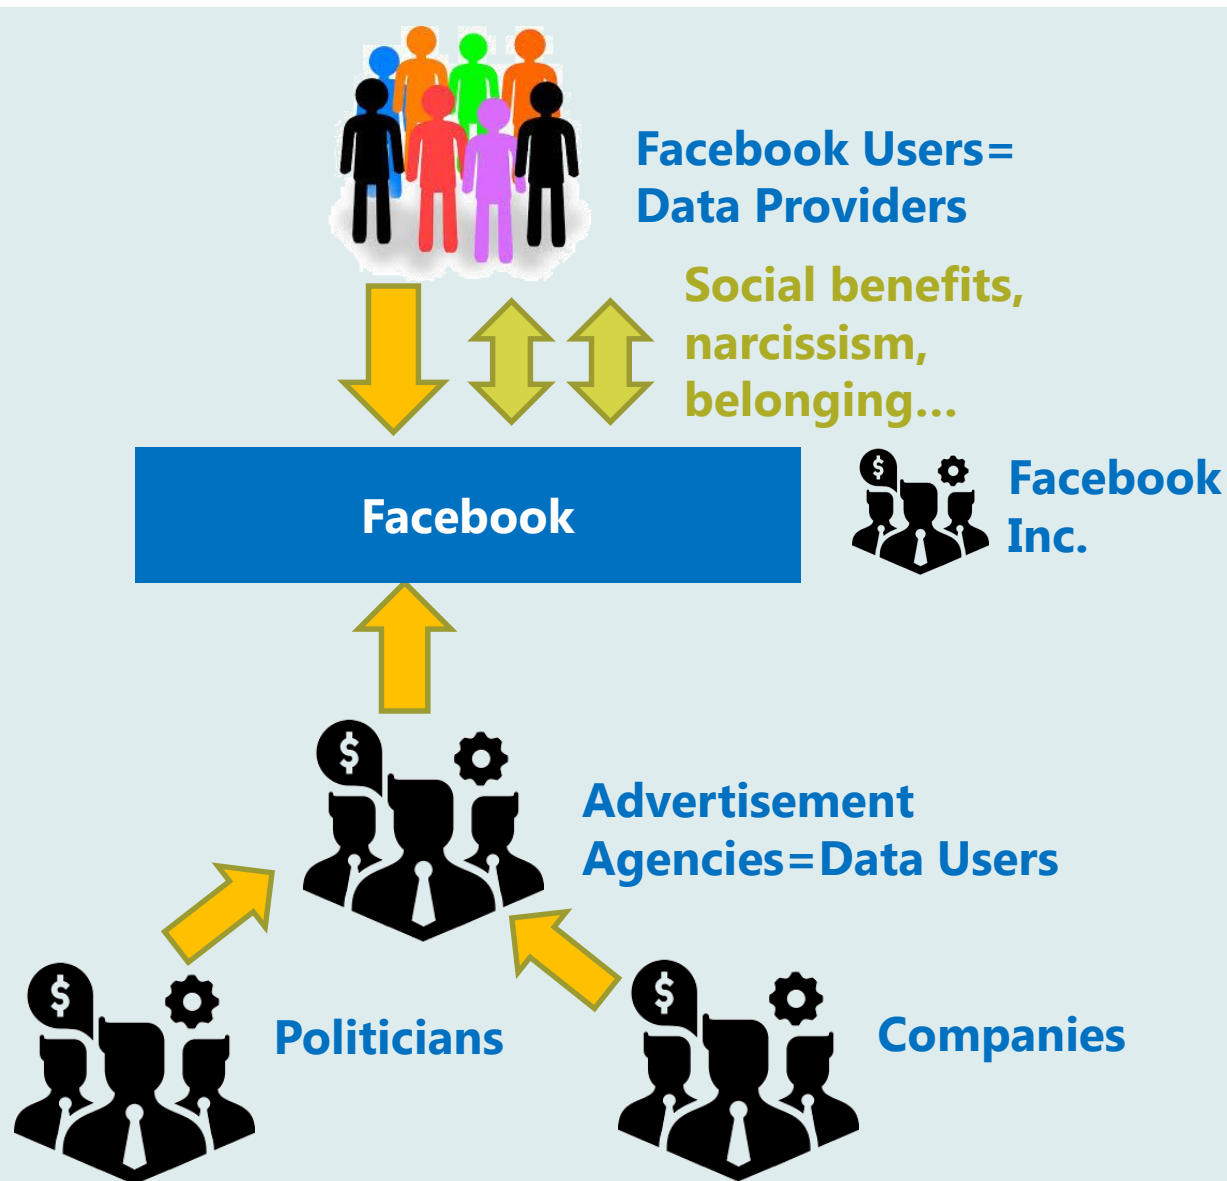 Facebook Users=
Data Providers
Social benefits,
narcissism,
belonging...
Facebook
$
Facebook
Inc.
$
Advertisement
Agencies=Data Users
$
Politicians
$
Companies